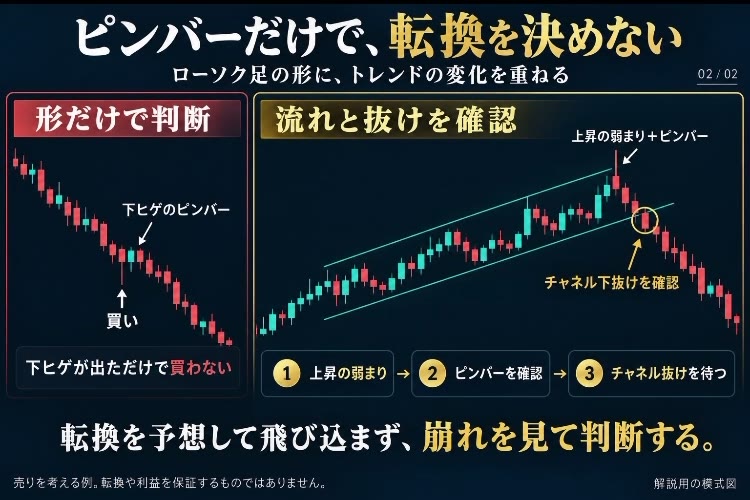 ピンバーだけで、転換を決めない
ローソク足の形に、トレンドの変化を重ねる
02 / 02
形だけで判断
下ヒゲのピンバー
買い
下ヒゲが出ただけで買わない
流れと抜けを確認
上昇の弱まり＋ピンバー
チャネル下抜けを確認
1 上昇の弱まり → 2 ピンバーを確認 → 3 チャネル抜けを待つ
転換を予想して飛び込まず、崩れを見て判断する。
売りを考える例。転換や利益を保証するものではありません。
解説用の模式図